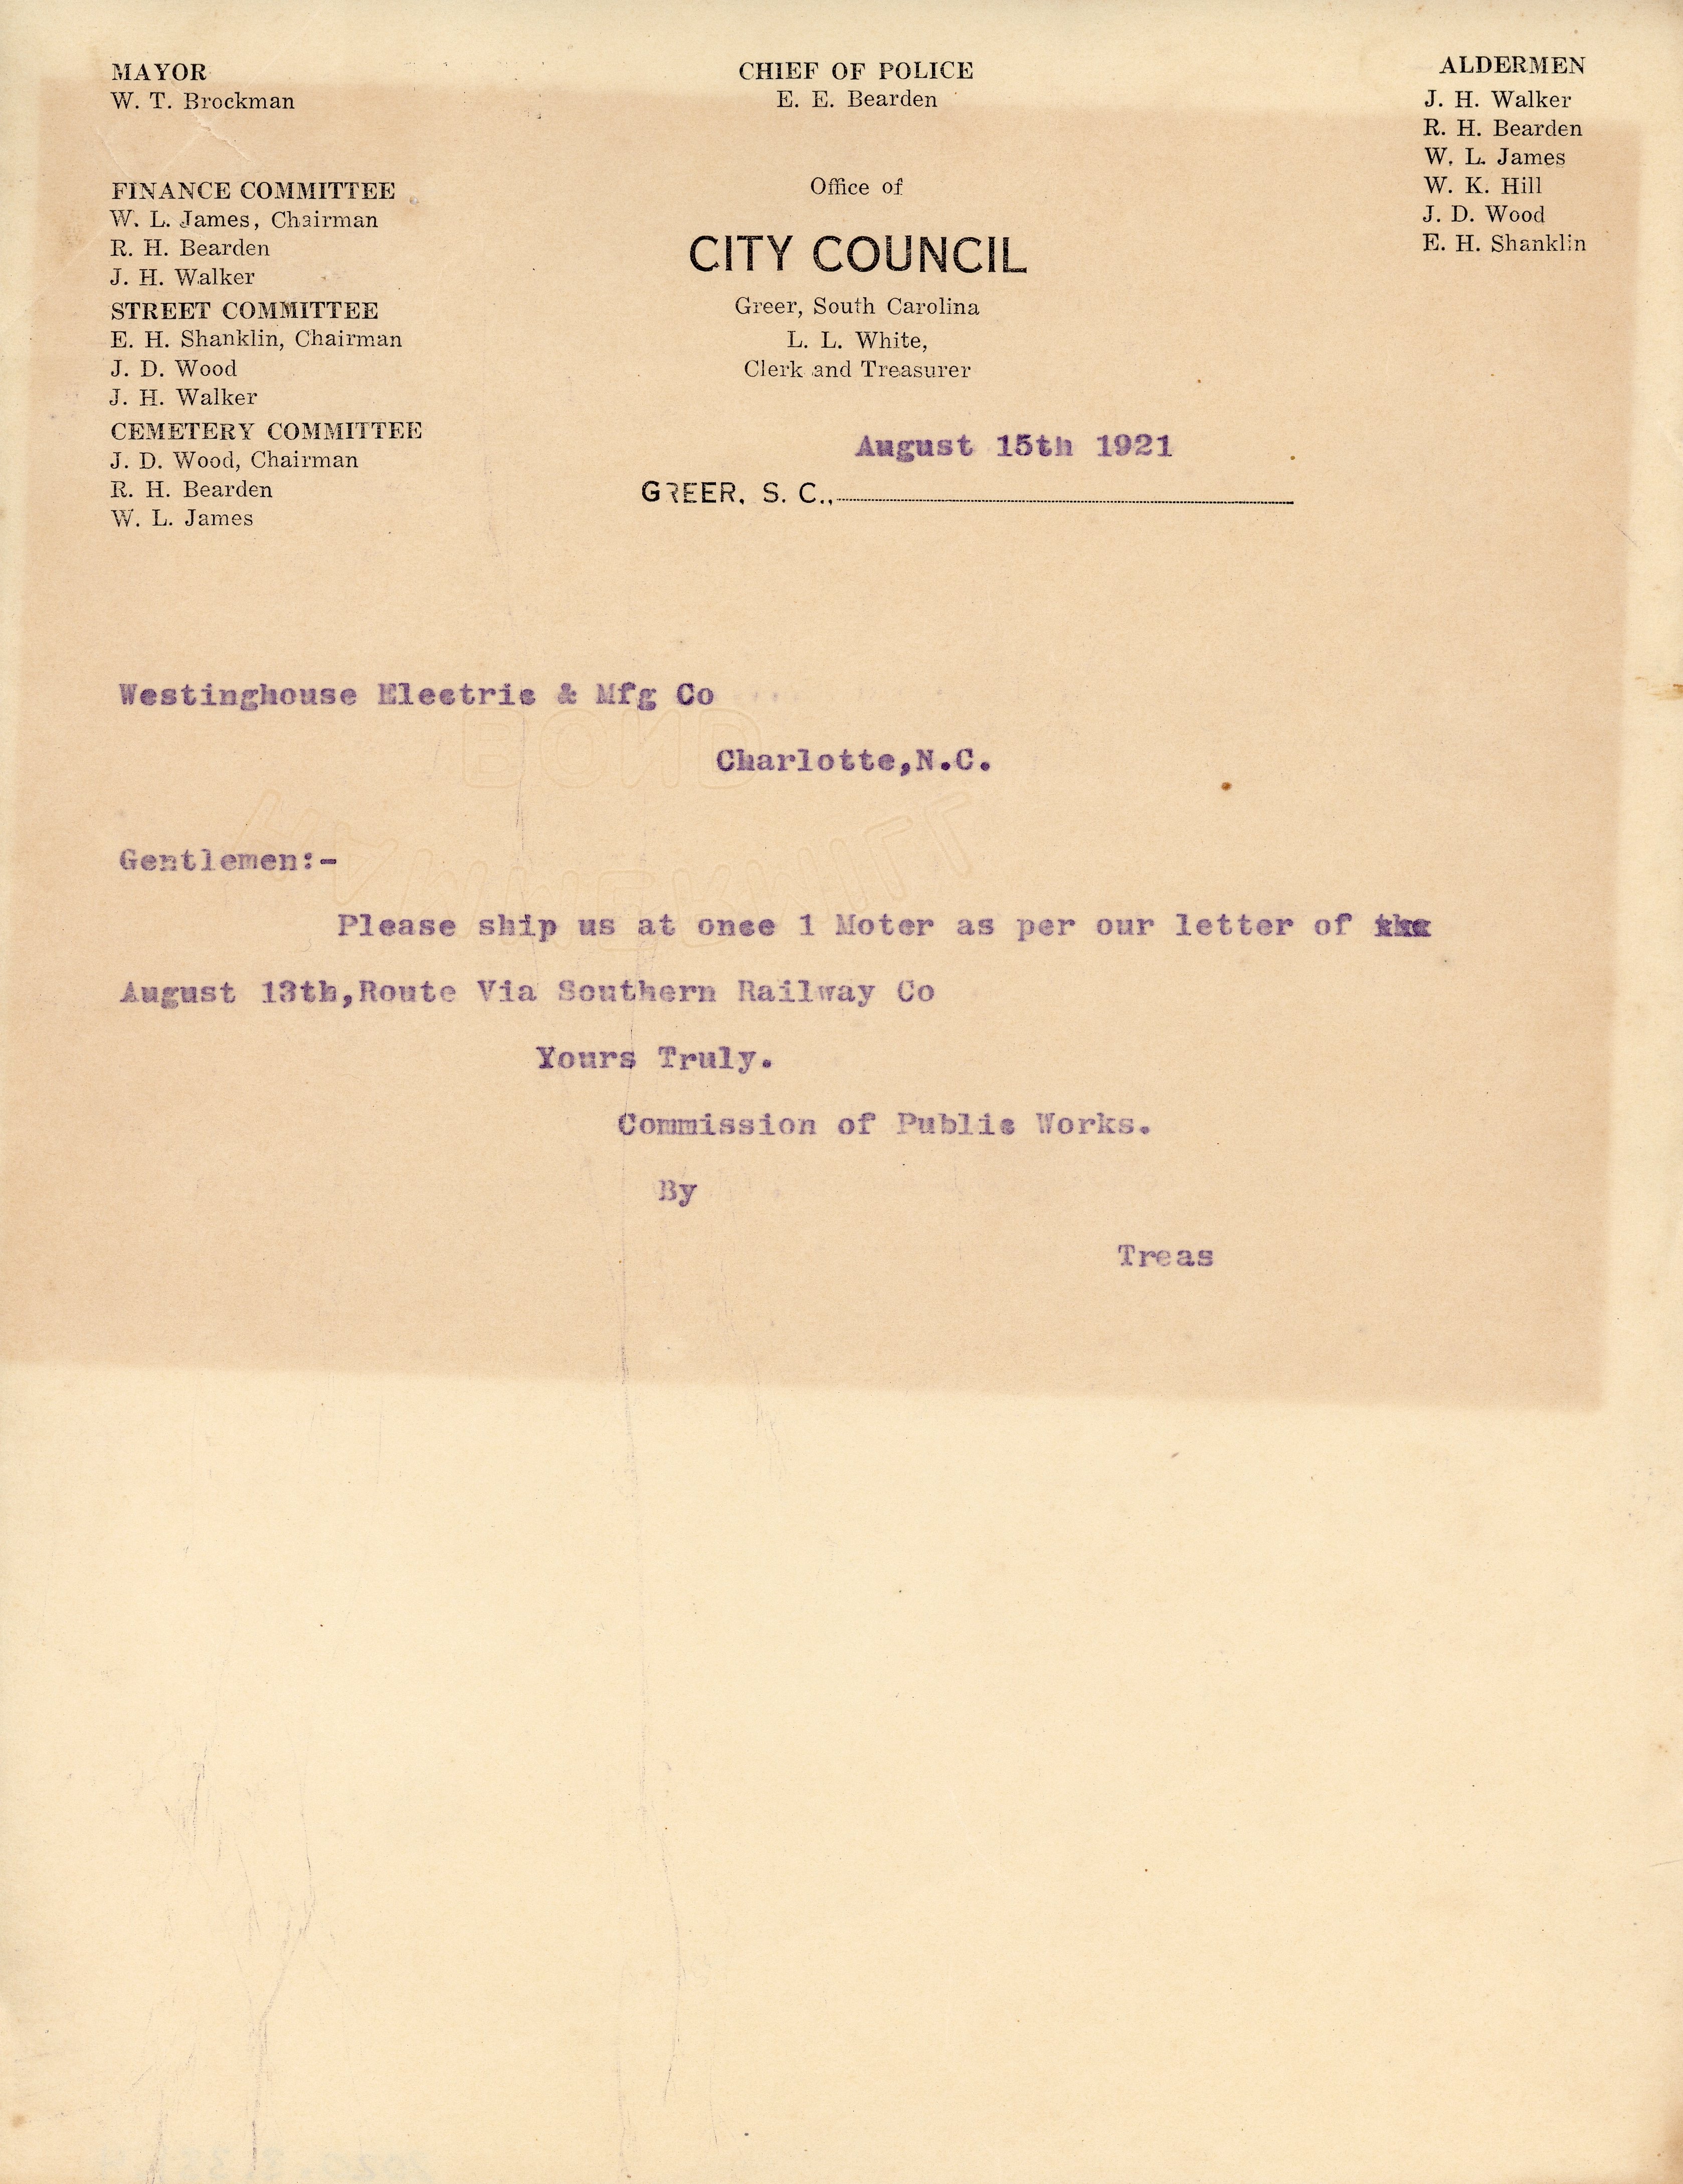 MAYOR
W. T. Brockman
FINANCE COMMITTEE
W. L. James, Chairman
R. H. Bearden
J. H. Walker
STREET COMMITTEE
E. H. Shanklin, Chairman
J. D. Wood
J. H. Walker
CEMETERY COMMITTEE
J. D. Wood, Chairman
R. H. Bearden
W. L. James
CHIEF OF POLICE
E. E. Bearden
Office of
CITY COUNCIL
Greer, South Carolina
L. L. White,
Clerk and Treasurer
ALDERMEN
J. H. Walker
R. H. Bearden
W. L. James
W. K. Hill
J. D. Wood
E. H. Shanklin
August 15th 1921
GREER, S. C.,
Westinghouse Electric & Mfg Co
Charlotte,N.C.
Gentlemen:-
Please ship us at once 1 Moter as per our letter of
August 13th,Route Via Southern Railway Co
Yours Truly.
Commission of Public Works.
By
Treas
BOND